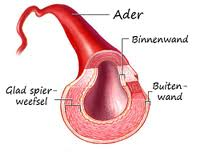 Ader
Binnenwand
Glad spier-
weefsel
Buiten-
wand